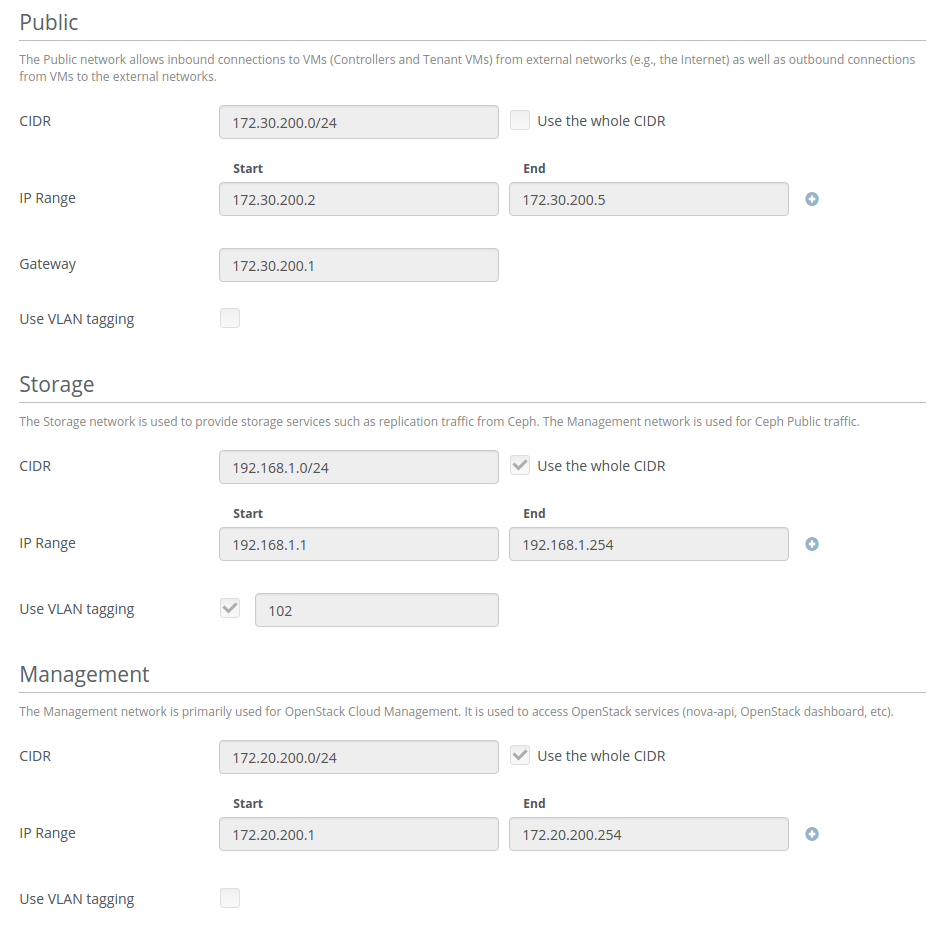 Public
The Public network allows inbound connections to VMs (Controllers and Tenant VMs) from external networks (e.g., the Internet) as well as outbound connections
from VMs to the external networks.
CIDR 172.30.200.0/24 Use the whole CIDR
Start End
IP Range 172.30.200.2 172.30.200.5
Gateway 172.30.200.1
Use VLAN tagging
Storage
The Storage network is used to provide storage services such as replication traffic from Ceph. The Management network is used for Ceph Public traffic.
CIDR 192.168.1.0/24 Use the whole CIDR
Start End
IP Range 192.168.1.1 192.168.1.254
Use VLAN tagging 102
Management
The Management network is primarily used for OpenStack Cloud Management. It is used to access OpenStack services (nova-api, OpenStack dashboard, etc).
CIDR 172.20.200.0/24 Use the whole CIDR
Start End
IP Range 172.20.200.1 172.20.200.254
Use VLAN tagging